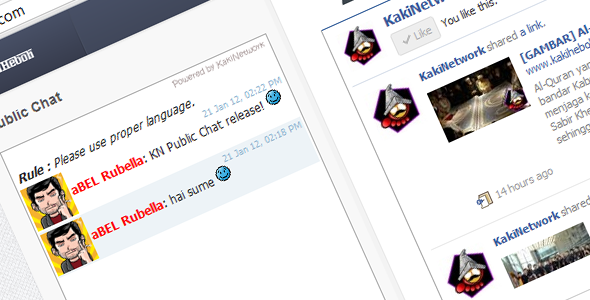 com
Heboh
ublic Chat
Powered by KakiNetwork
Rule : Please use proper language.
21 Jan 12, 02:22 PM
aBEL Rubella: KN Public Chat release!
21 Jan 12, 02:18 PM
aBEL Rubella: hai sume
KakiNetwork
Like
You like this.
KakiNetwork shared a link.
[GAMBAR] Al-
www.kakihebo
Al-Quran yan
bandar Kab
menjaga k
Sabir Khe
sehingg
14 hours ago
KakiNetwork shared